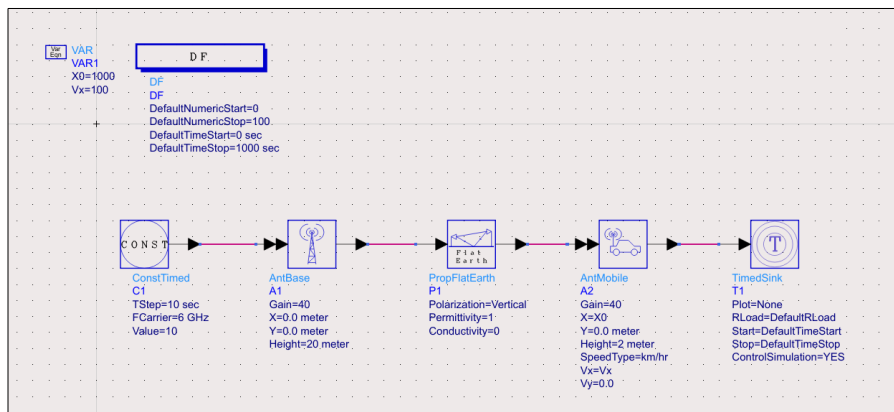 Var
Eqn
VAR
VAR1
X0=1000
Vx=100
DF
DF
DF
DefaultNumericStart=0
DefaultNumericStop=100
DefaultTimeStart=0 sec
DefaultTimeStop=1000 sec
CONST
ConstTimed
C1
TStep=10 sec
FCarrier=6 GHz
Value=10
AntBase
A1
Gain=40
X=0.0 meter
Y=0.0 meter
Height=20 meter
Flat
Earth
PropFlatEarth
P1
Polarization=Vertical
Permittivity=1
Conductivity=0
AntMobile
A2
Gain=40
X=X0
Y=0.0 meter
Height=2 meter
SpeedType=km/hr
Vx=Vx
Vy=0.0
T
TimedSink
T1
Plot=None
RLoad=DefaultRLoad
Start=DefaultTimeStart
Stop=DefaultTimeStop
ControlSimulation=YES